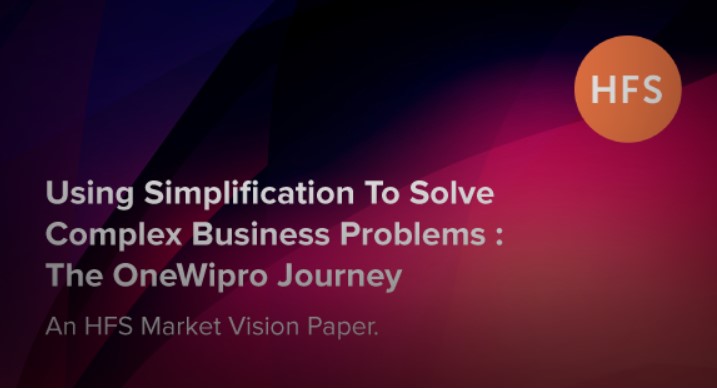 HFS
Using Simplification To Solve
Complex Business Problems :
The OneWipro Journey
An HFS Market Vision Paper.